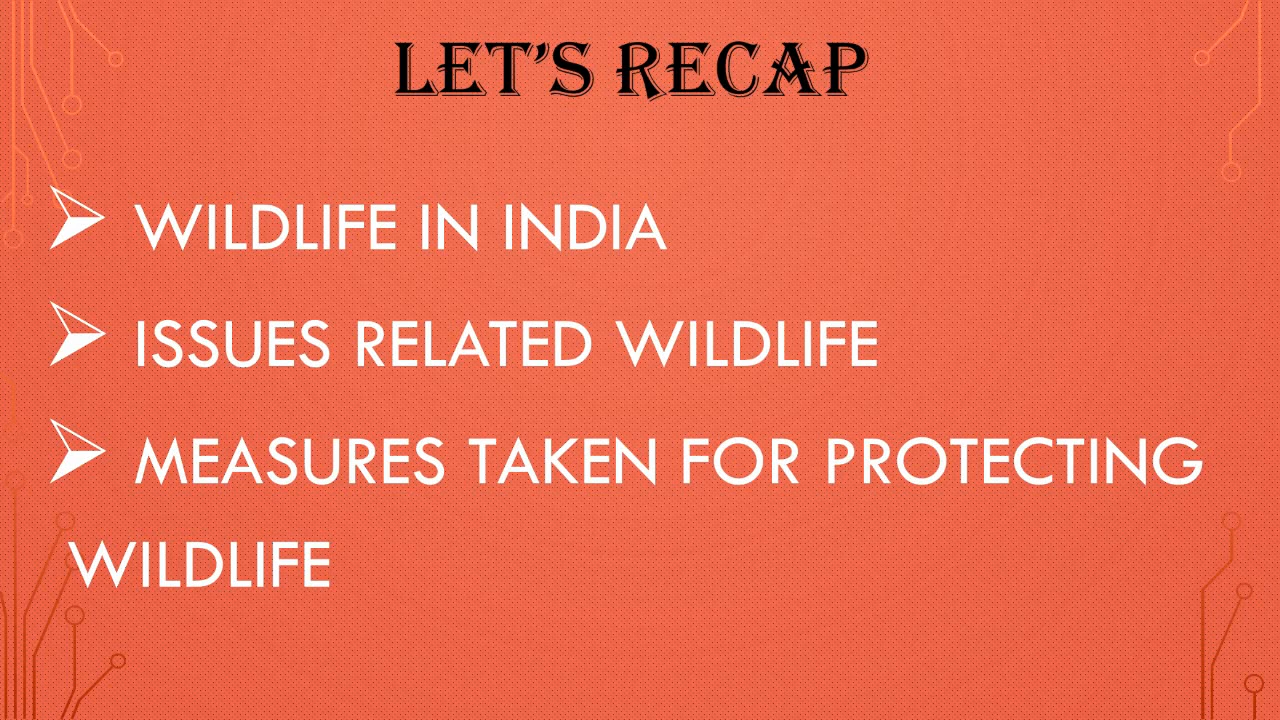 LET'S RECAP
➢ WILDLIFE IN INDIA
➢ ISSUES RELATED WILDLIFE
➢ MEASURES TAKEN FOR PROTECTING
WILDLIFE